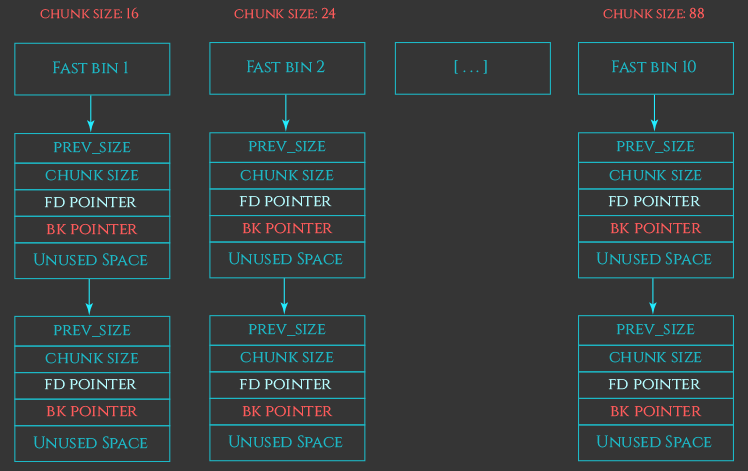 CHUNK SIZE: 16
CHUNK SIZE: 24
CHUNK SIZE: 88
FAST BIN 1
FAST BIN 2
[ . . . ]
FAST BIN 10
PREV_SIZE
CHUNK SIZE
FD POINTER
BK POINTER
UNUSED SPACE
PREV_SIZE
CHUNK SIZE
FD POINTER
BK POINTER
UNUSED SPACE
PREV_SIZE
CHUNK SIZE
FD POINTER
BK POINTER
UNUSED SPACE
PREV_SIZE
CHUNK SIZE
FD POINTER
BK POINTER
UNUSED SPACE
PREV_SIZE
CHUNK SIZE
FD POINTER
BK POINTER
UNUSED SPACE
PREV_SIZE
CHUNK SIZE
FD POINTER
BK POINTER
UNUSED SPACE